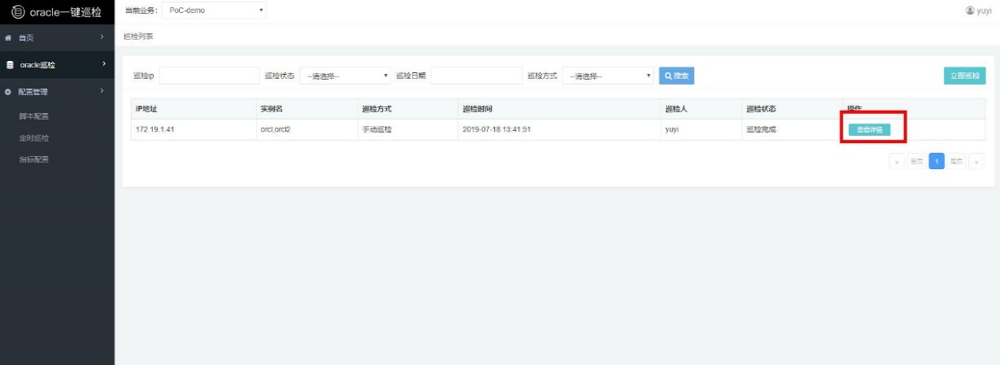 oracle一键巡检
当前业务: PoC-demo
yuyi
首页
巡检列表
oracle巡检
巡检ip 巡检状态 --请选择-- 巡检日期 巡检方式 --请选择-- 搜索 立即巡检
配置管理
脚本配置
定时巡检
指标配置
IP地址 实例名 巡检方式 巡检时间 巡检人 巡检状态 操作
172.19.1.41 orcl,orcl2 手动巡检 2019-07-18 13:41:51 yuyi 巡检完成 查看详情
« 首页 1 尾页 »